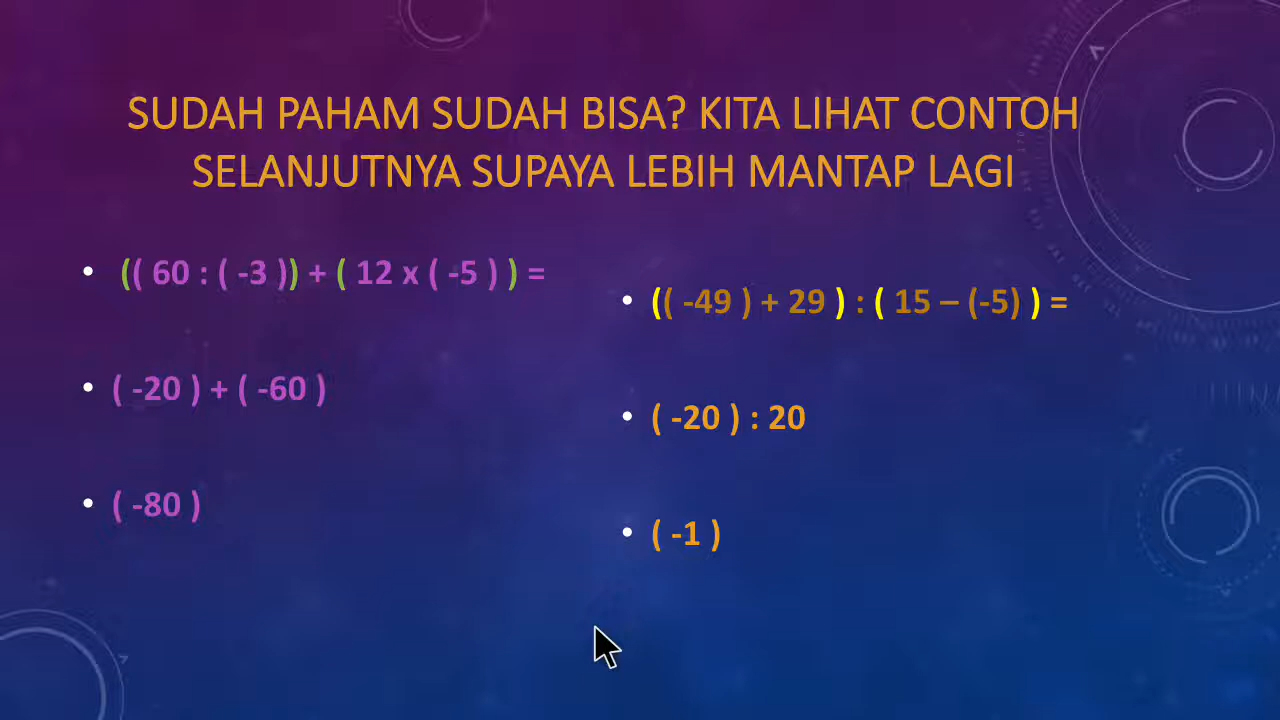 SUDAH PAHAM SUDAH BISA? KITA LIHAT CONTOH
SELANJUTNYA SUPAYA LEBIH MANTAP LAGI
• (( 60 : ( -3 )) + ( 12 x ( -5 ) ) =
• ( -20 ) + ( -60 )
• ( -80 )
• (( -49 ) + 29 ) : ( 15 – (-5) ) =
• ( -20 ) : 20
• ( -1 )